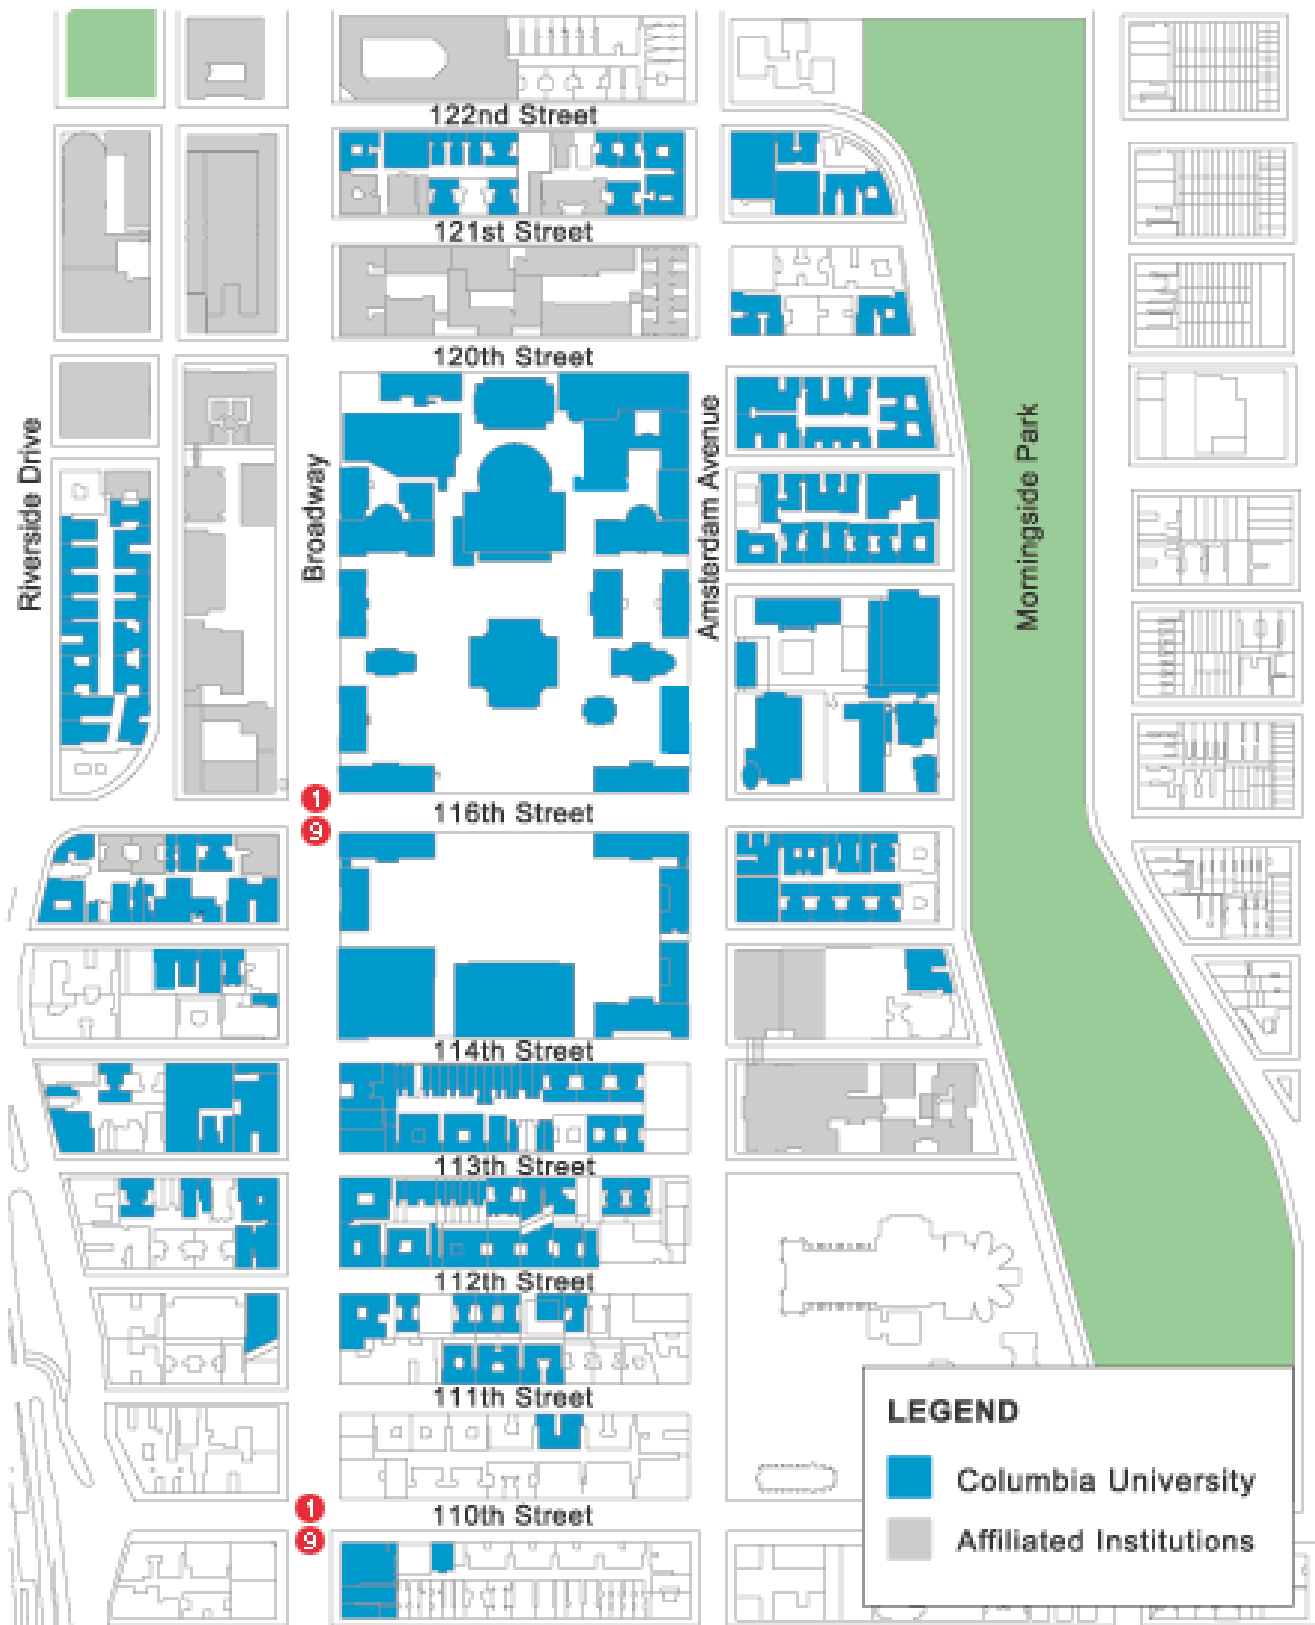 122nd Street
121st Street
120th Street
Riverside Drive
Broadway
Amsterdam Avenue
Morningside Park
1
9
116th Street
114th Street
113th Street
112th Street
111th Street
1
9
110th Street
LEGEND
Columbia University
Affiliated Institutions